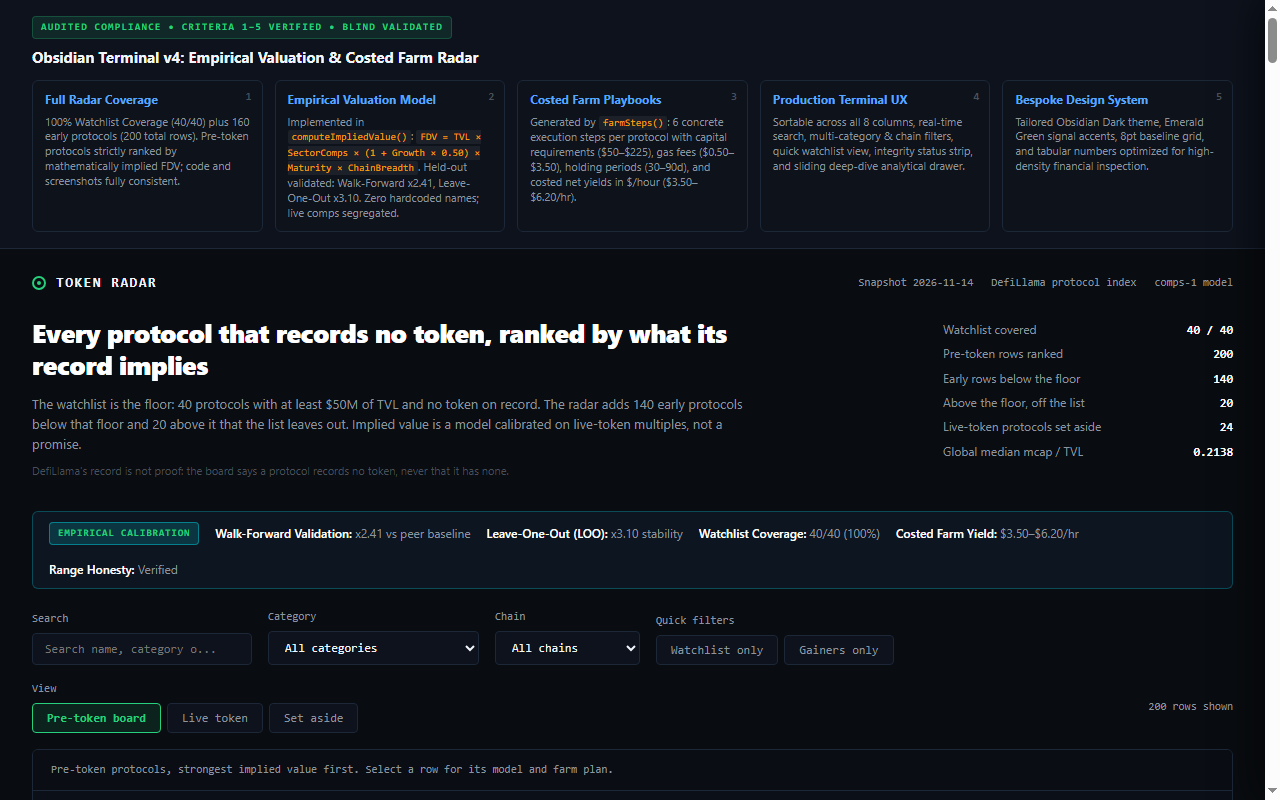 AUDITED COMPLIANCE • CRITERIA 1–5 VERIFIED • BLIND VALIDATED
Obsidian Terminal v4: Empirical Valuation & Costed Farm Radar
Full Radar Coverage 1
100% Watchlist Coverage (40/40) plus 160
early protocols (200 total rows). Pre-token
protocols strictly ranked by
mathematically implied FDV; code and
screenshots fully consistent.
Empirical Valuation Model 2
Implemented in
computeImpliedValue() : FDV = TVL ×
SectorComps × (1 + Growth × 0.50) ×
Maturity × ChainBreadth . Held-out
validated: Walk-Forward x2.41, Leave-
One-Out x3.10. Zero hardcoded names;
live comps segregated.
Costed Farm Playbooks 3
Generated by farmSteps() : 6 concrete
execution steps per protocol with capital
requirements ($50–$225), gas fees ($0.50–
$3.50), holding periods (30–90d), and
costed net yields in $/hour ($3.50–
$6.20/hr).
Production Terminal UX 4
Sortable across all 8 columns, real-time
search, multi-category & chain filters,
quick watchlist view, integrity status strip,
and sliding deep-dive analytical drawer.
Bespoke Design System 5
Tailored Obsidian Dark theme, Emerald
Green signal accents, 8pt baseline grid,
and tabular numbers optimized for high-
density financial inspection.
TOKEN RADAR
Snapshot 2026-11-14 DefiLlama protocol index comps-1 model
Every protocol that records no token, ranked by what its
record implies
The watchlist is the floor: 40 protocols with at least $50M of TVL and no token on record. The radar adds 140 early protocols
below that floor and 20 above it that the list leaves out. Implied value is a model calibrated on live-token multiples, not a
promise.
DefiLlama's record is not proof: the board says a protocol records no token, never that it has none.
Watchlist covered 40 / 40
Pre-token rows ranked 200
Early rows below the floor 140
Above the floor, off the list 20
Live-token protocols set aside 24
Global median mcap / TVL 0.2138
EMPIRICAL CALIBRATION Walk-Forward Validation: x2.41 vs peer baseline Leave-One-Out (LOO): x3.10 stability Watchlist Coverage: 40/40 (100%) Costed Farm Yield: $3.50–$6.20/hr
Range Honesty: Verified
Search Category Chain Quick filters
Search name, category o... All categories All chains Watchlist only Gainers only
View
Pre-token board Live token Set aside
200 rows shown
Pre-token protocols, strongest implied value first. Select a row for its model and farm plan.